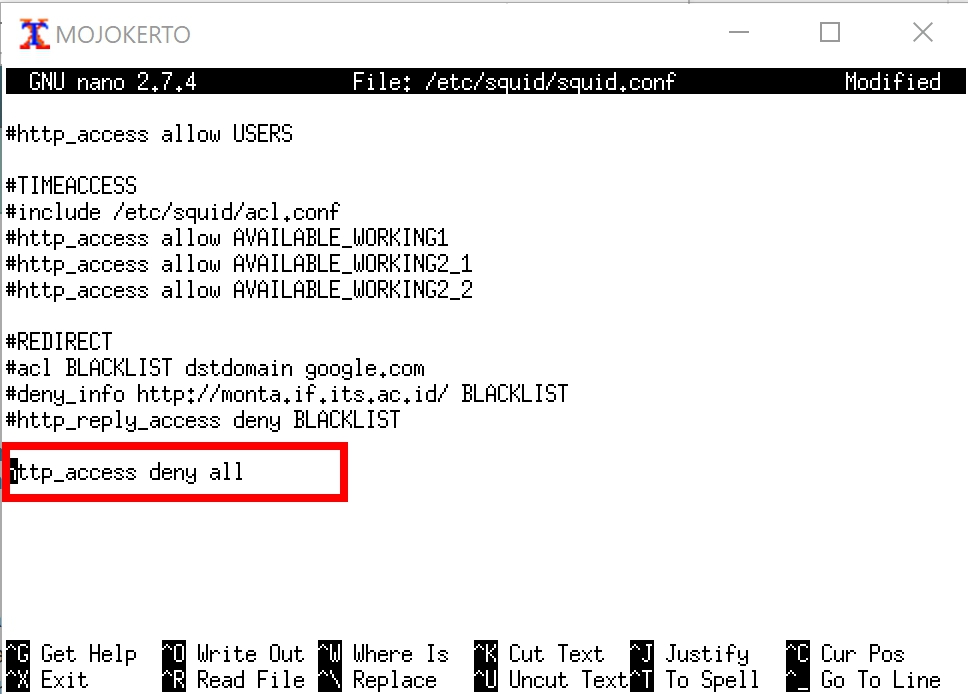 MOJOKERTO
GNU nano 2.7.4 File: /etc/squid/squid.conf Modified
#http_access allow USERS
#TIMEACCESS
#include /etc/squid/acl.conf
#http_access allow AVAILABLE_WORKING1
#http_access allow AVAILABLE_WORKING2_1
#http_access allow AVAILABLE_WORKING2_2
#REDIRECT
#acl BLACKLIST dstdomain google.com
#deny_info http://monta.if.its.ac.id/ BLACKLIST
#http_reply_access deny BLACKLIST
http_access deny all
^G Get Help ^O Write Out ^W Where Is ^K Cut Text ^J Justify ^C Cur Pos
^X Exit ^R Read File ^\ Replace ^U Uncut Text ^T To Spell ^_ Go To Line